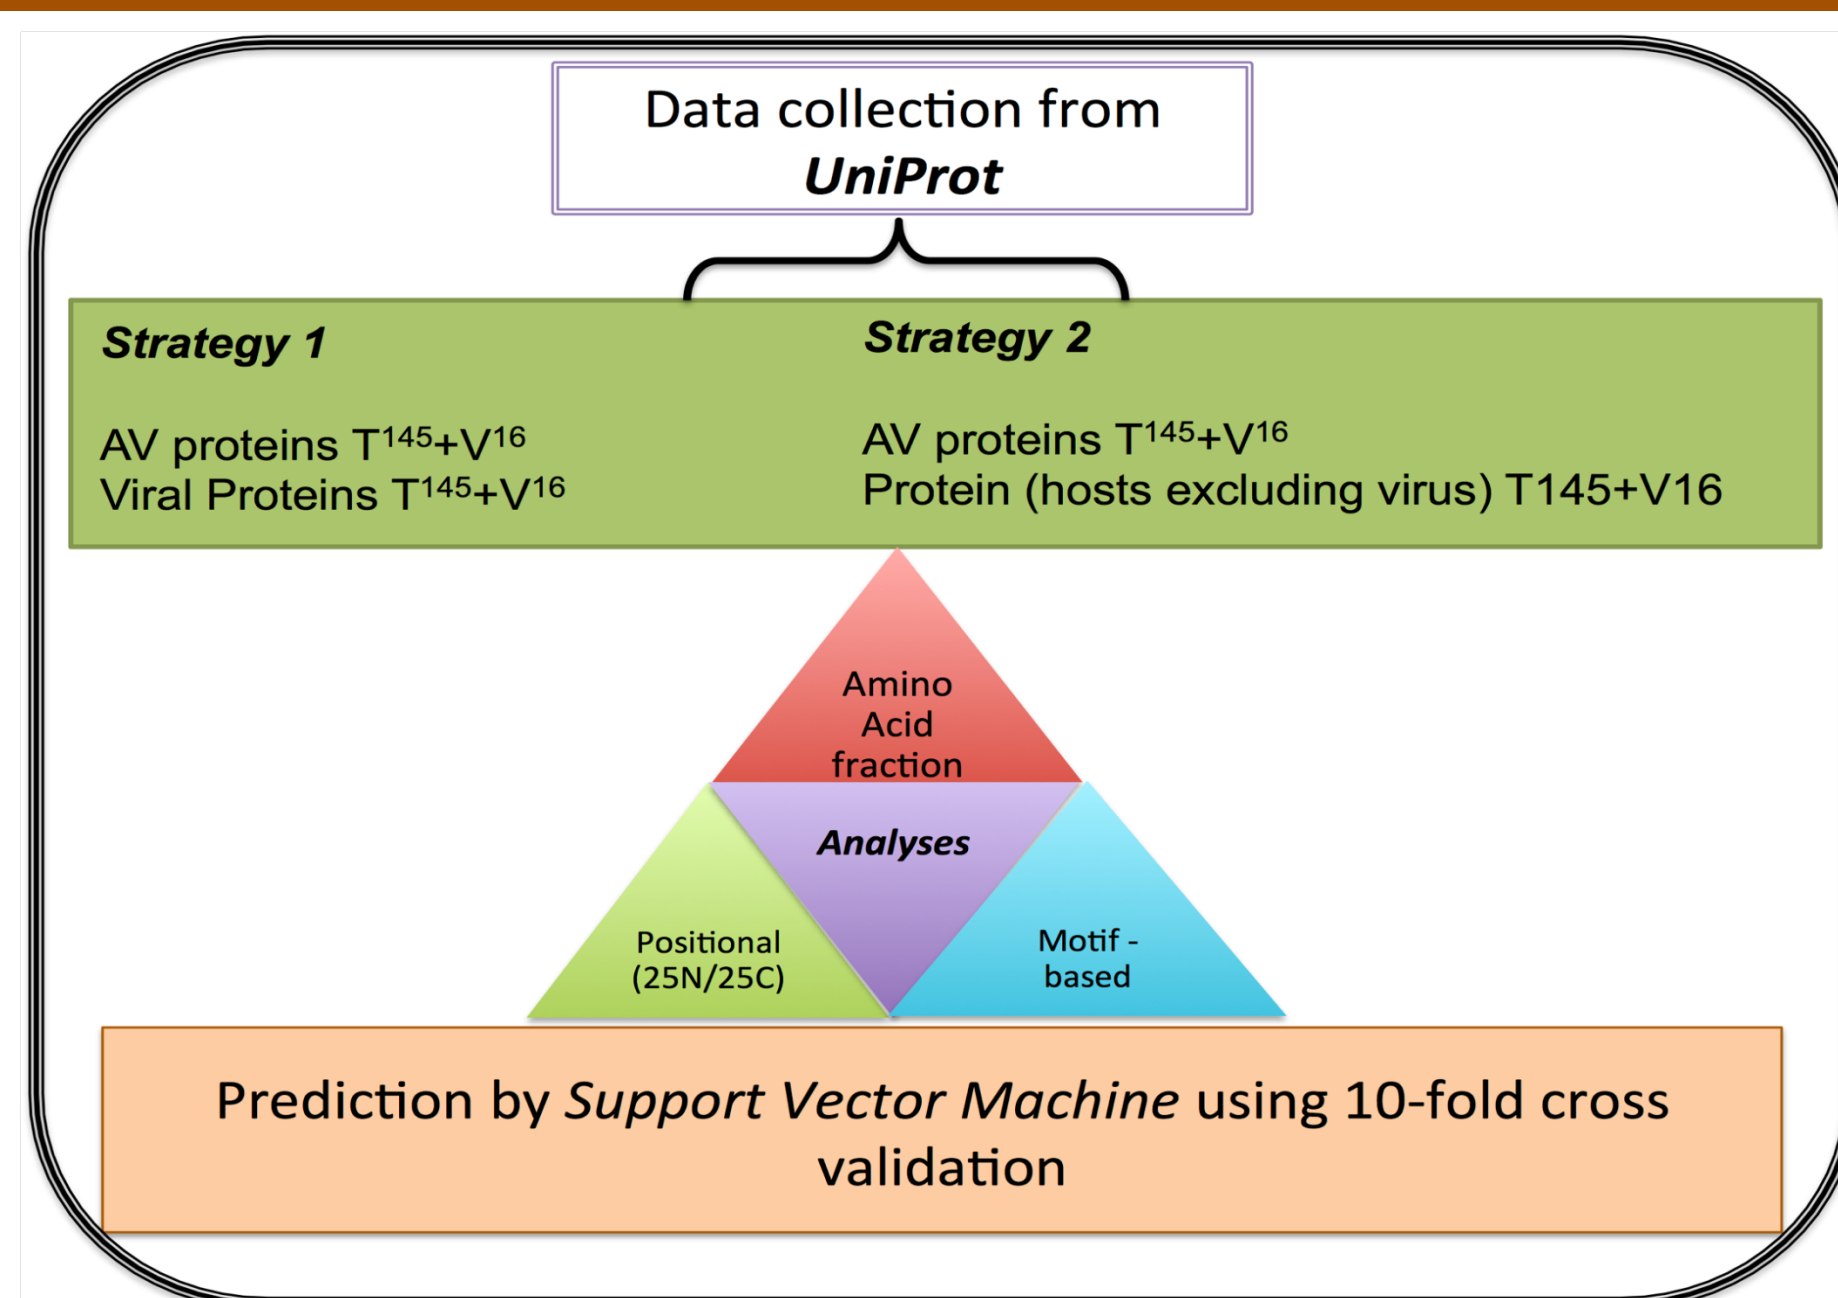 Data collection from
UniProt
Strategy 1
AV proteins T¹⁴⁵+V¹⁶
Viral Proteins T¹⁴⁵+V¹⁶
Strategy 2
AV proteins T¹⁴⁵+V¹⁶
Protein (hosts excluding virus) T145+V16
Amino
Acid
fraction
Analyses
Positional
(25N/25C)
Motif -
based
Prediction by Support Vector Machine using 10-fold cross
validation